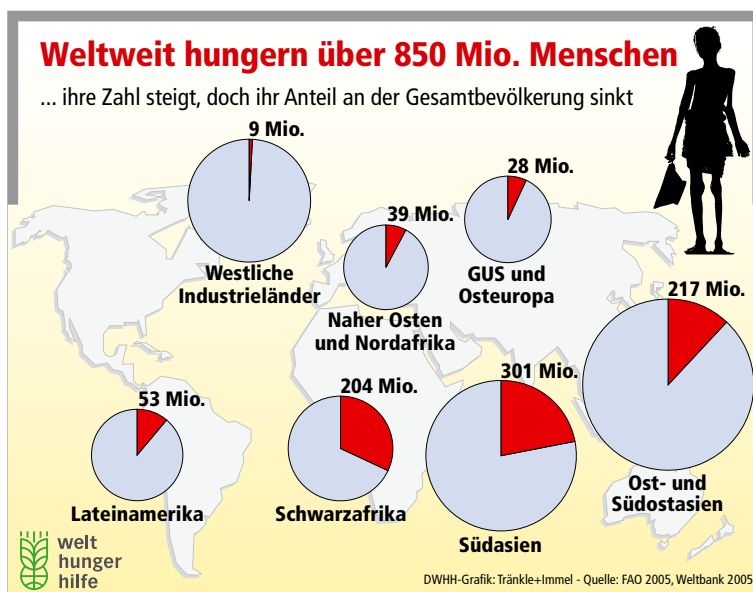 Weltweit hungern über 850 Mio. Menschen
... ihre Zahl steigt, doch ihr Anteil an der Gesamtbevölkerung sinkt
9 Mio.
Westliche
Industrieländer
39 Mio.
Naher Osten
und Nordafrika
28 Mio.
GUS und
Osteuropa
217 Mio.
Ost- und
Südostasien
53 Mio.
Lateinamerika
204 Mio.
Schwarzafrika
301 Mio.
Südasien
welt
hunger
hilfe
DWHH-Grafik: Tränkle+Immel - Quelle: FAO 2005, Weltbank 2005